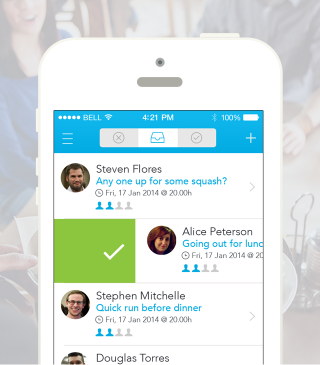 BELL 4:21 PM 100%
Steven Flores
Any one up for some squash?
Fri, 17 Jan 2014 @ 20.00h
Alice Peterson
Going out for lunc
Fri, 17 Jan 2014 @ 20.00
Stephen Mitchelle
Quick run before dinner
Fri, 17 Jan 2014 @ 20.00h
Douglas Torres